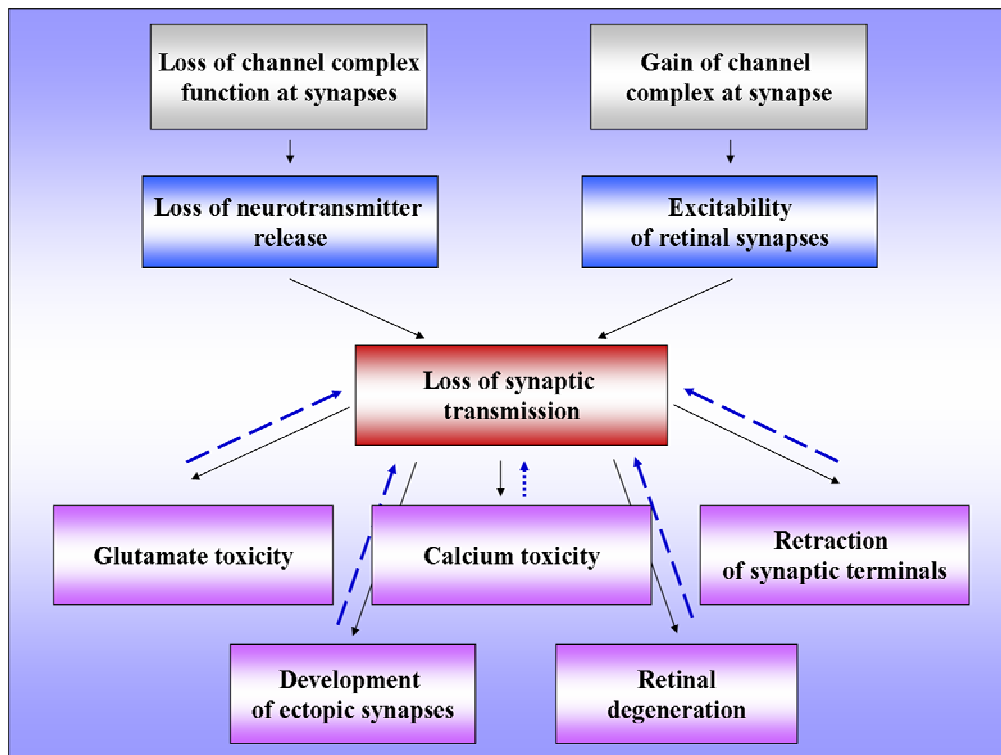 Loss of channel complex
function at synapses
Gain of channel
complex at synapse
Loss of neurotransmitter
release
Excitability
of retinal synapses
Loss of synaptic
transmission
Glutamate toxicity
Calcium toxicity
Retraction
of synaptic terminals
Development
of ectopic synapses
Retinal
degeneration